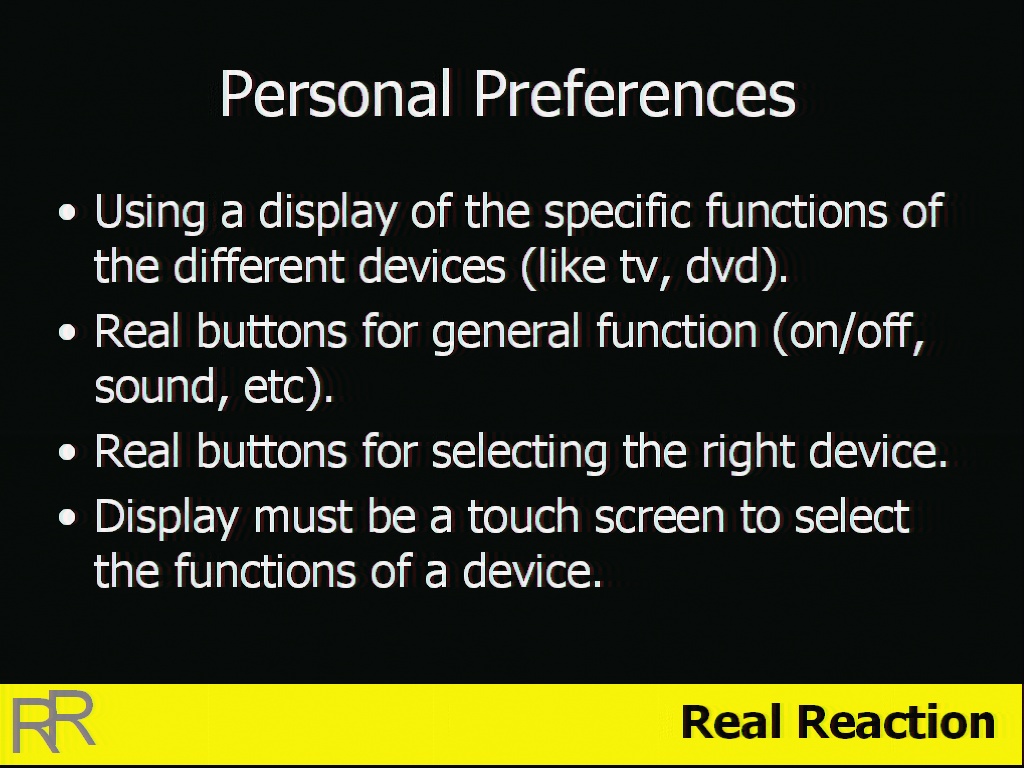 Personal Preferences
• Using a display of the specific functions of
the different devices (like tv, dvd).
• Real buttons for general function (on/off,
sound, etc).
• Real buttons for selecting the right device.
• Display must be a touch screen to select
the functions of a device.
RR
Real Reaction